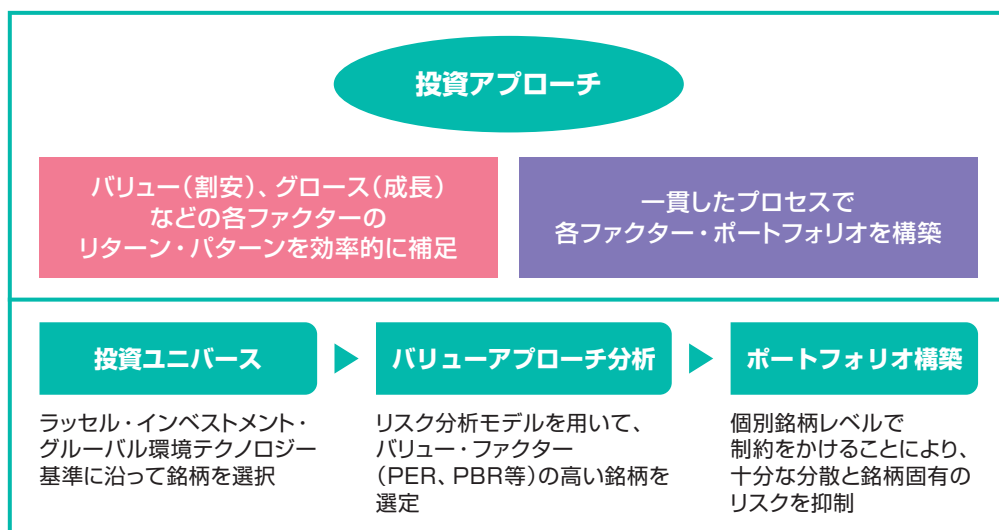 投資アプローチ
バリュー（割安）、グロース（成長）
などの各ファクターの
リターン・パターンを効率的に補足
一貫したプロセスで
各ファクター・ポートフォリオを構築
投資ユニバース
ラッセル・インベストメント・
グルーバル環境テクノロジー
基準に沿って銘柄を選択
バリューアプローチ分析
リスク分析モデルを用いて、
バリュー・ファクター
（PER、PBR等）の高い銘柄を
選定
ポートフォリオ構築
個別銘柄レベルで
制約をかけることにより、
十分な分散と銘柄固有の
リスクを抑制